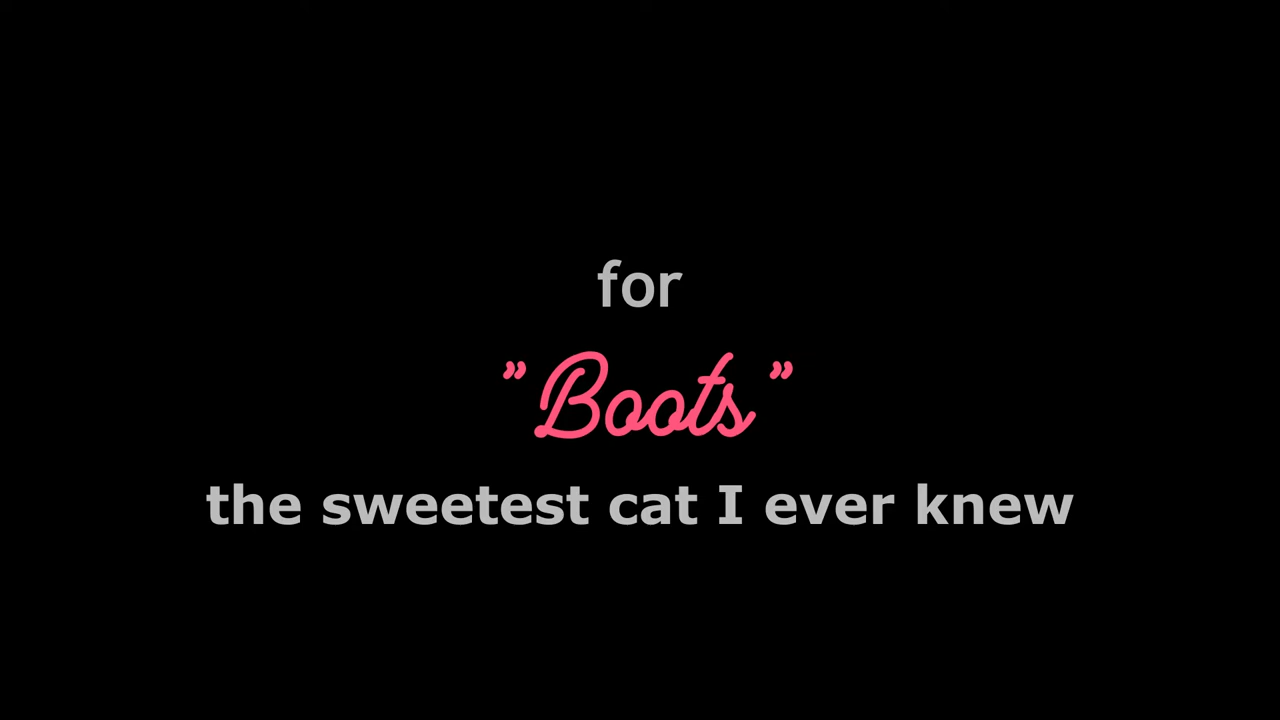 for
”Boots”
the sweetest cat I ever knew